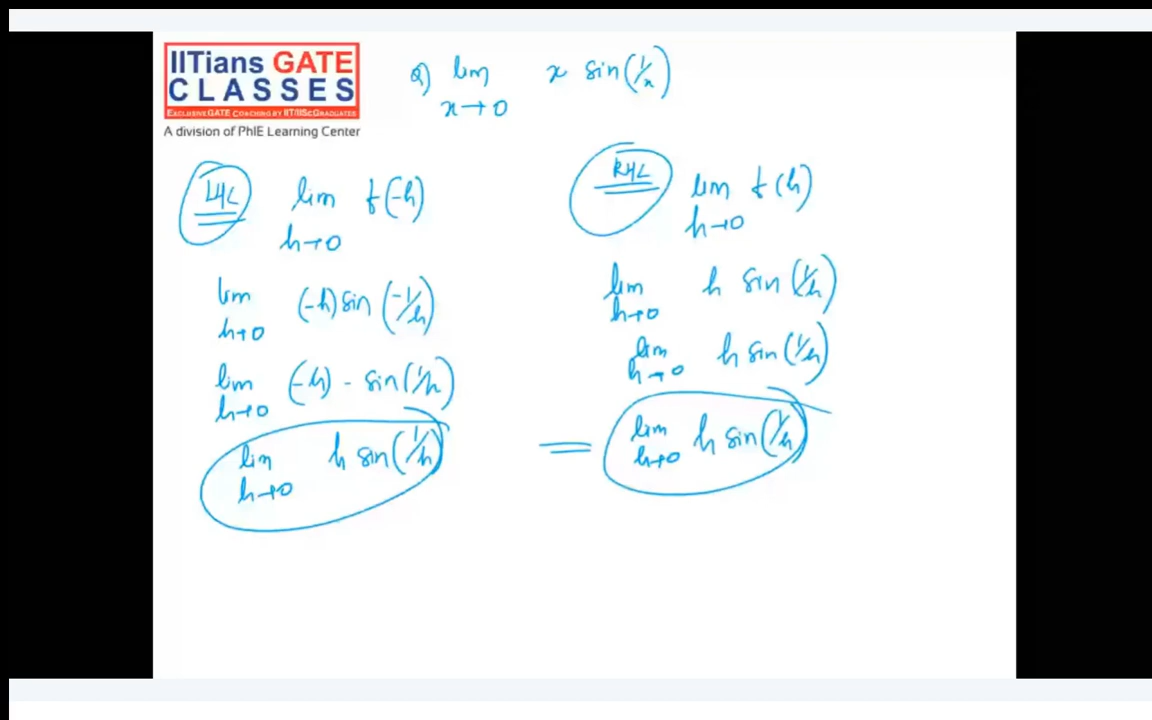 IITians GATE
CLASSES
EXCLUSIVE GATE COACHING BY IIT/IISc GRADUATES
A division of PhIE Learning Center
Q) lim x→0 x sin(1/x)
LHL lim h→0 f(-h)
lim h→0 (-h) sin(-1/h)
lim h→0 (-h) - sin(1/h)
lim h→0 h sin(1/h)
RHL lim h→0 f(h)
lim h→0 h sin(1/h)
lim h→0 h sin(1/h)
= lim h→0 h sin(1/h)